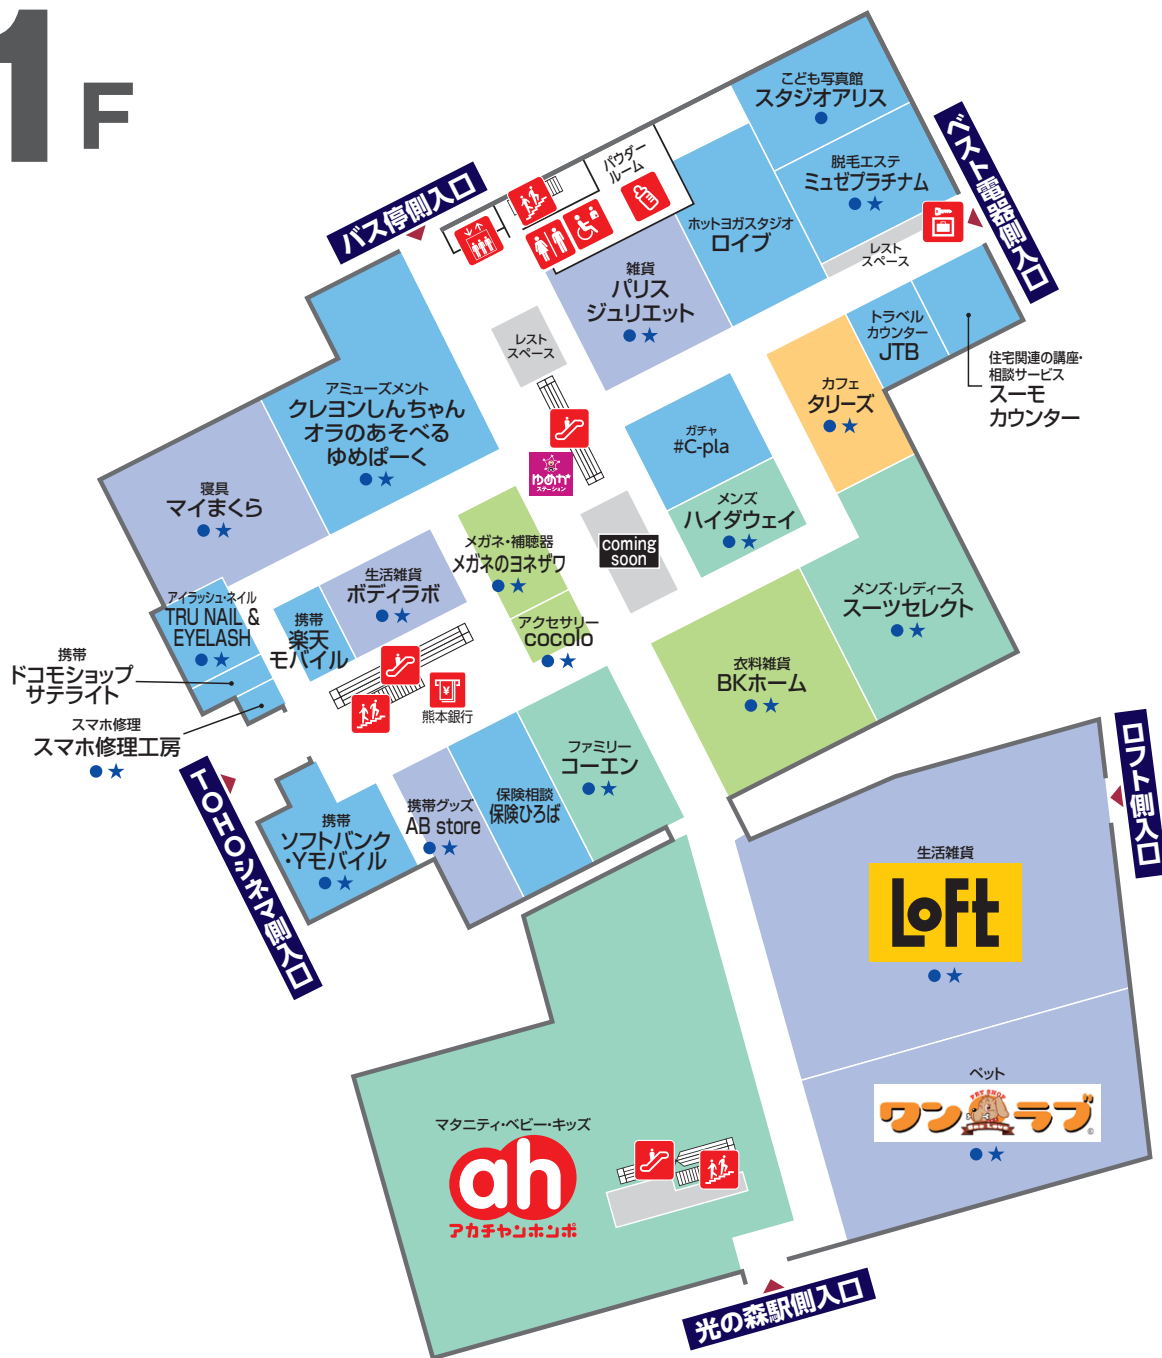 1F
こども写真館
スタジオアリス
脱毛エステ
ミュゼプラチナム
ベスト電器側入口
パウダー
ルーム
バス停側入口
ホットヨガスタジオ
ロイブ
レスト
スペース
雑貨
パリス
ジュリエット
トラベル
カウンター
JTB
住宅関連の講座・
相談サービス
スーモ
カウンター
レスト
スペース
カフェ
タリーズ
アミューズメント
クレヨンしんちゃん
オラのあそべる
ゆめぱーく
ガチャ
#C-pla
ゆめか
ステーション
寝具
マイまくら
メンズ
ハイダウェイ
coming
soon
メガネ・補聴器
メガネのヨネザワ
生活雑貨
ボディラボ
メンズ・レディース
スーツセレクト
アイラッシュ・ネイル
TRU NAIL &
EYELASH
携帯
楽天
モバイル
アクセサリー
cocolo
携帯
ドコモショップ
サテライト
衣料雑貨
BKホーム
熊本銀行
スマホ修理
スマホ修理工房
ファミリー
コーエン
TOHOシネマ側入口
ロフト側入口
保険相談
保険ひろば
携帯グッズ
AB store
携帯
ソフトバンク
・Yモバイル
生活雑貨
LoFt
ペット
PET SHOP
ワンラブ
マタニティ・ベビー・キッズ
ah
アカチャンホンポ
光の森駅側入口